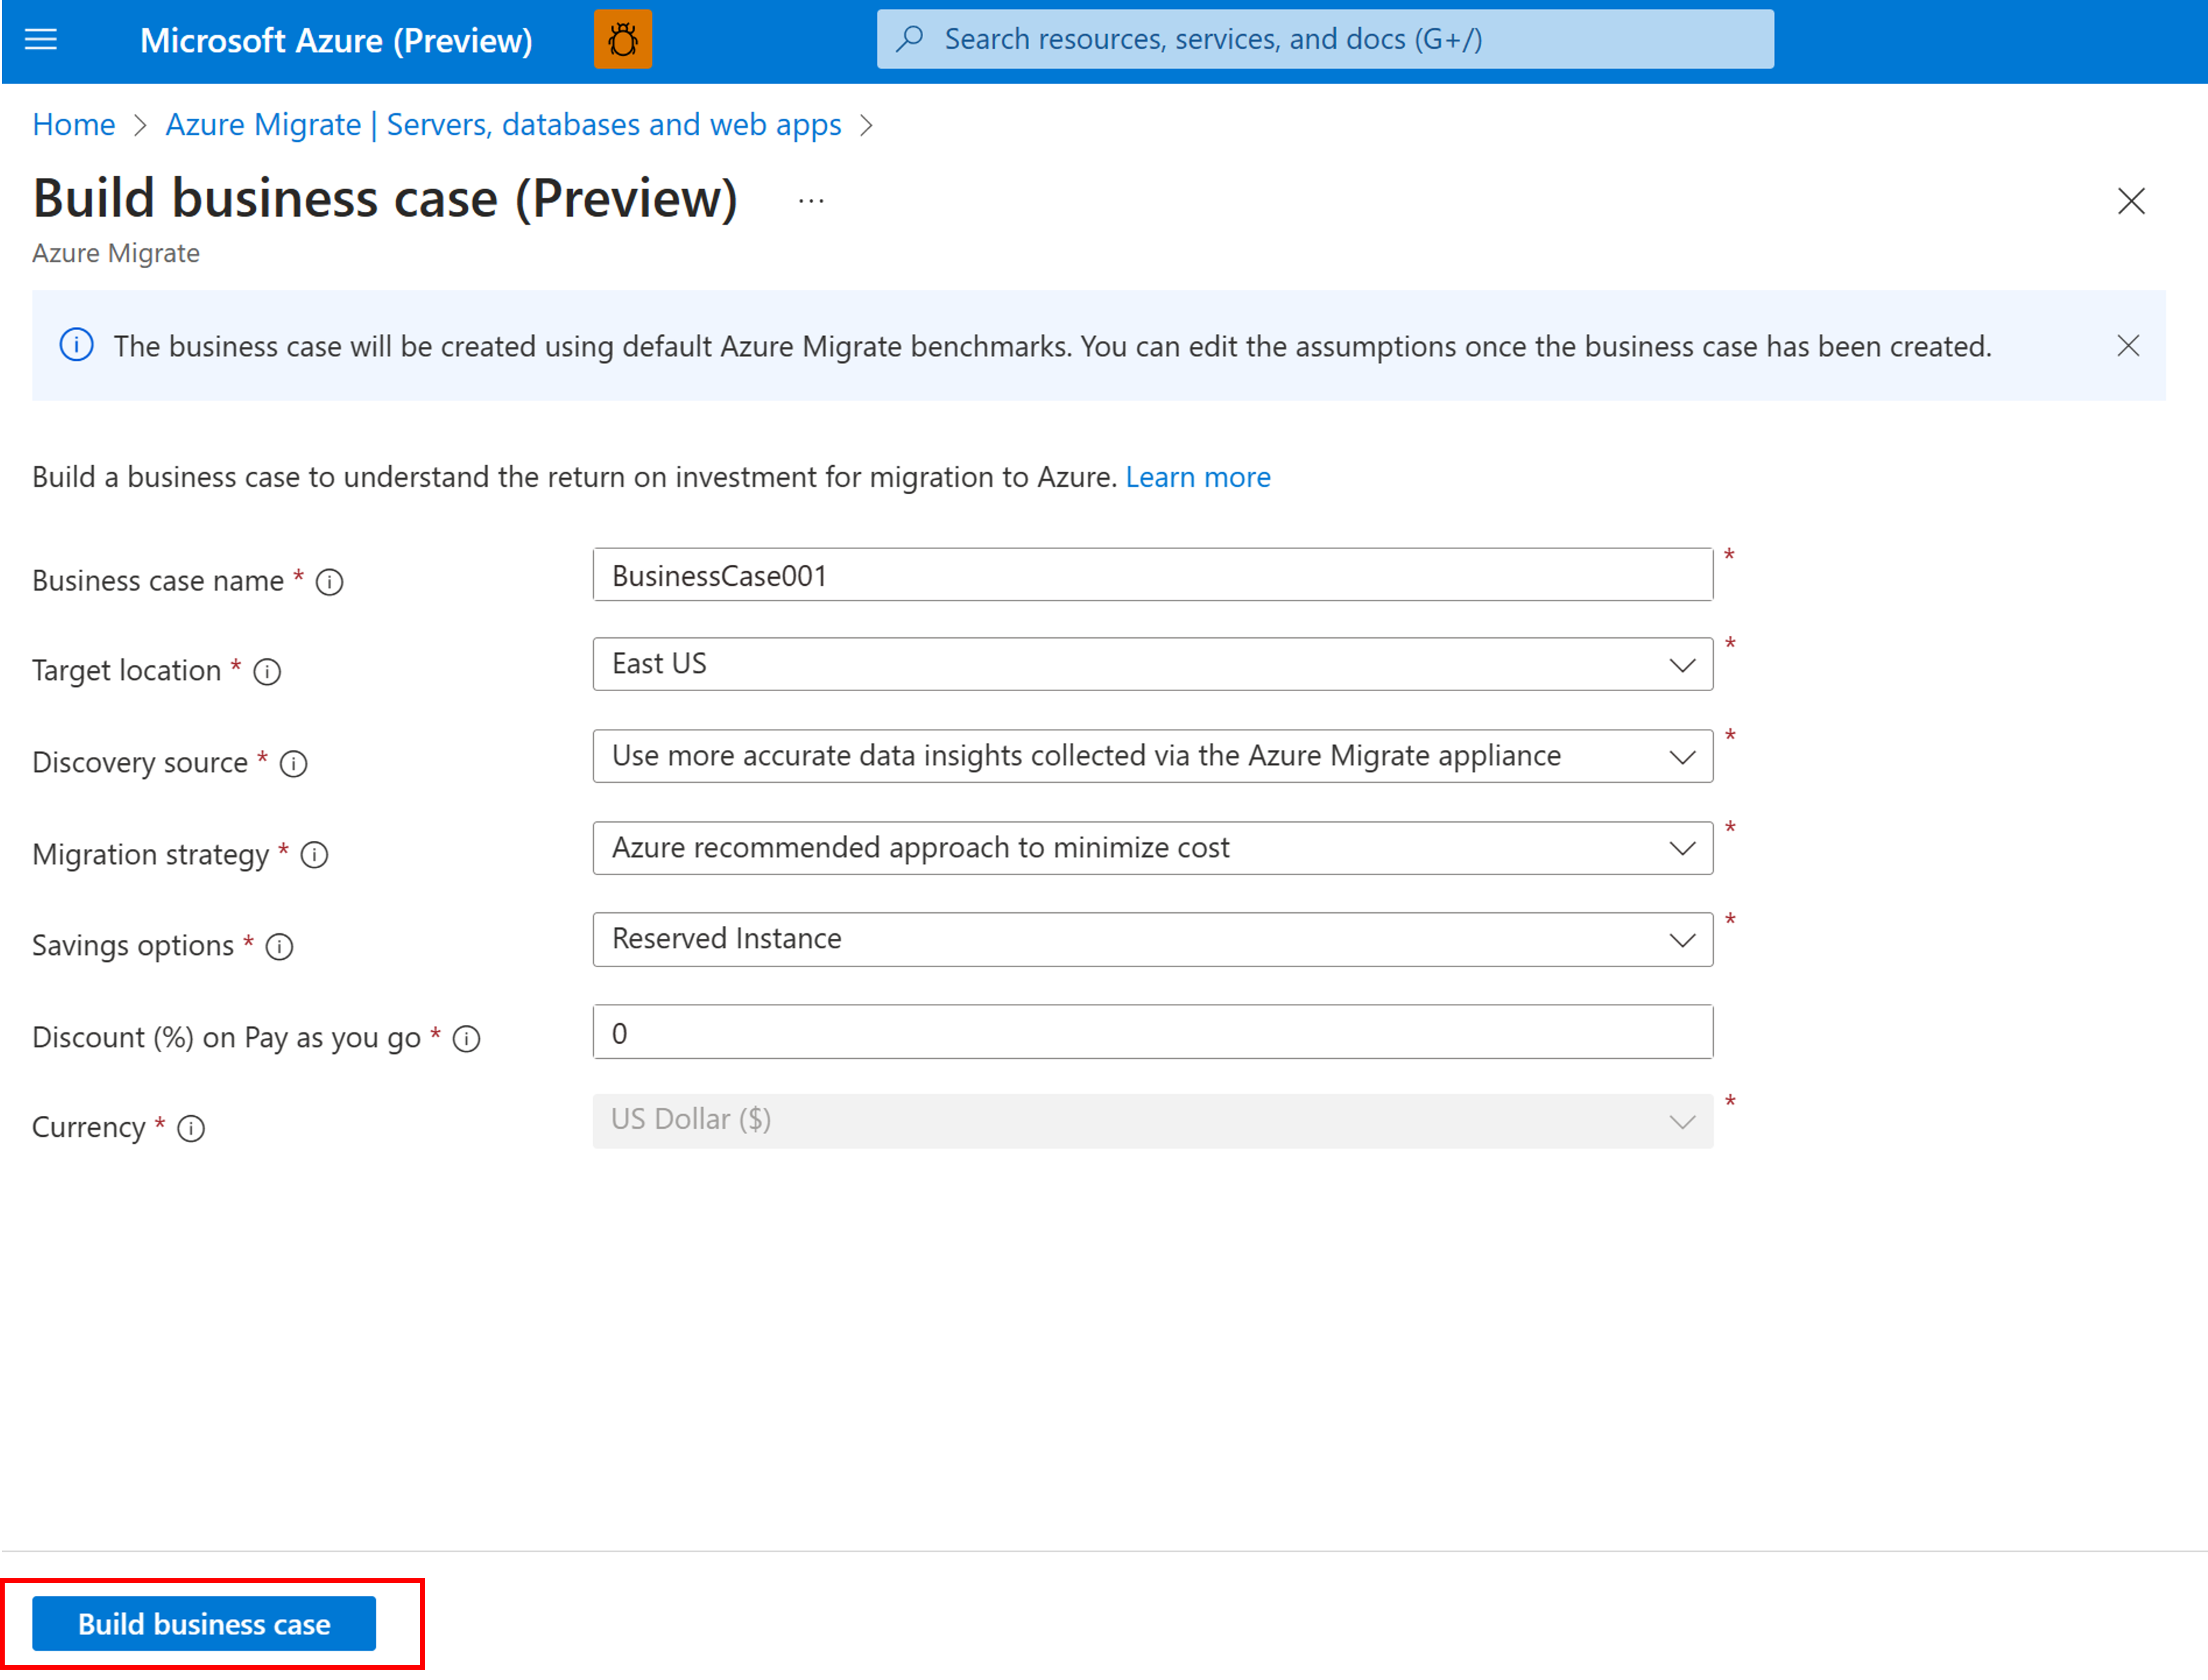 Microsoft Azure (Preview)
Search resources, services, and docs (G+/)
Home > Azure Migrate | Servers, databases and web apps >
Build business case (Preview) ...
Azure Migrate
The business case will be created using default Azure Migrate benchmarks. You can edit the assumptions once the business case has been created.
Build a business case to understand the return on investment for migration to Azure. Learn more
Business case name * BusinessCase001 *
Target location * East US *
Discovery source * Use more accurate data insights collected via the Azure Migrate appliance *
Migration strategy * Azure recommended approach to minimize cost *
Savings options * Reserved Instance *
Discount (%) on Pay as you go * 0
Currency * US Dollar ($) *
Build business case